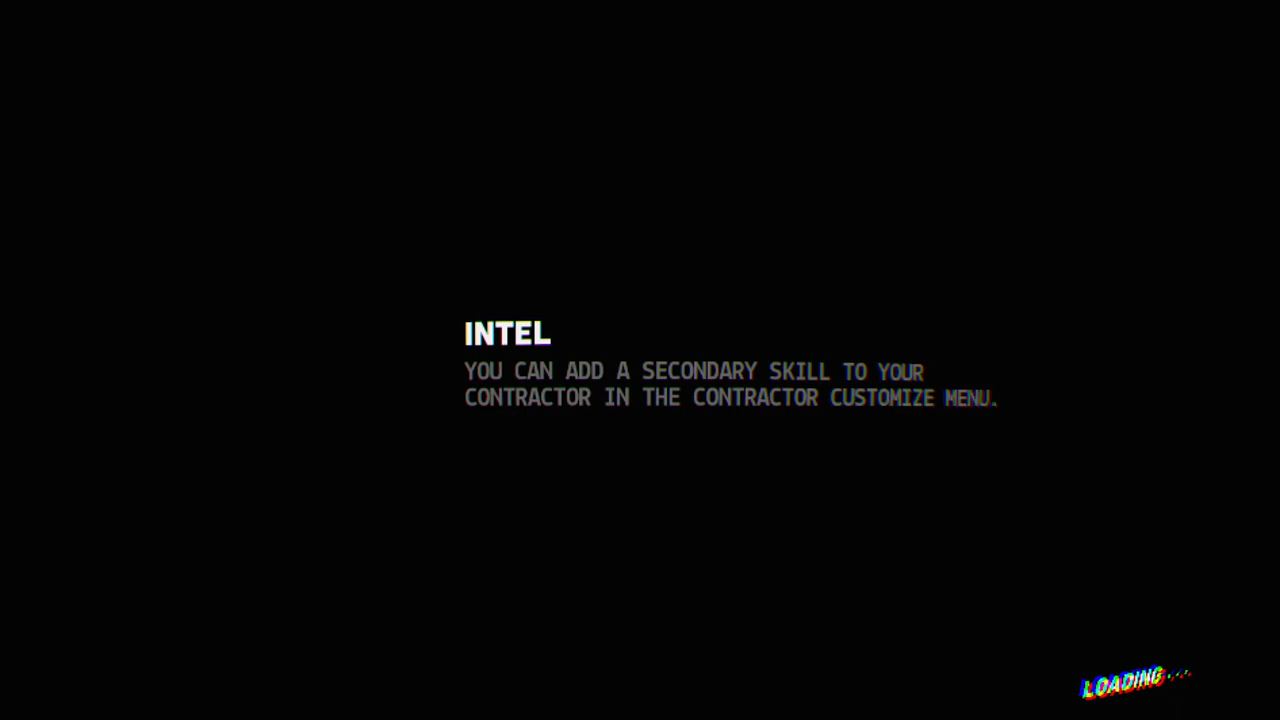 INTEL
YOU CAN ADD A SECONDARY SKILL TO YOUR
CONTRACTOR IN THE CONTRACTOR CUSTOMIZE MENU.
LOADING...